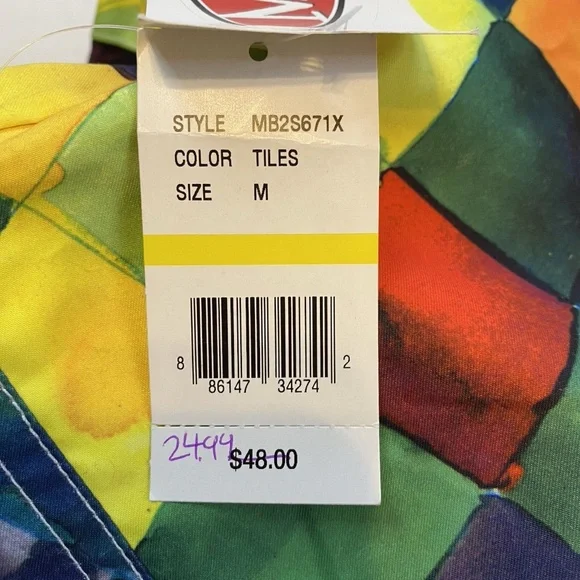 STYLE MB2S671X
COLOR TILES
SIZE M
8 86147 34274 2
24.99
$48.00